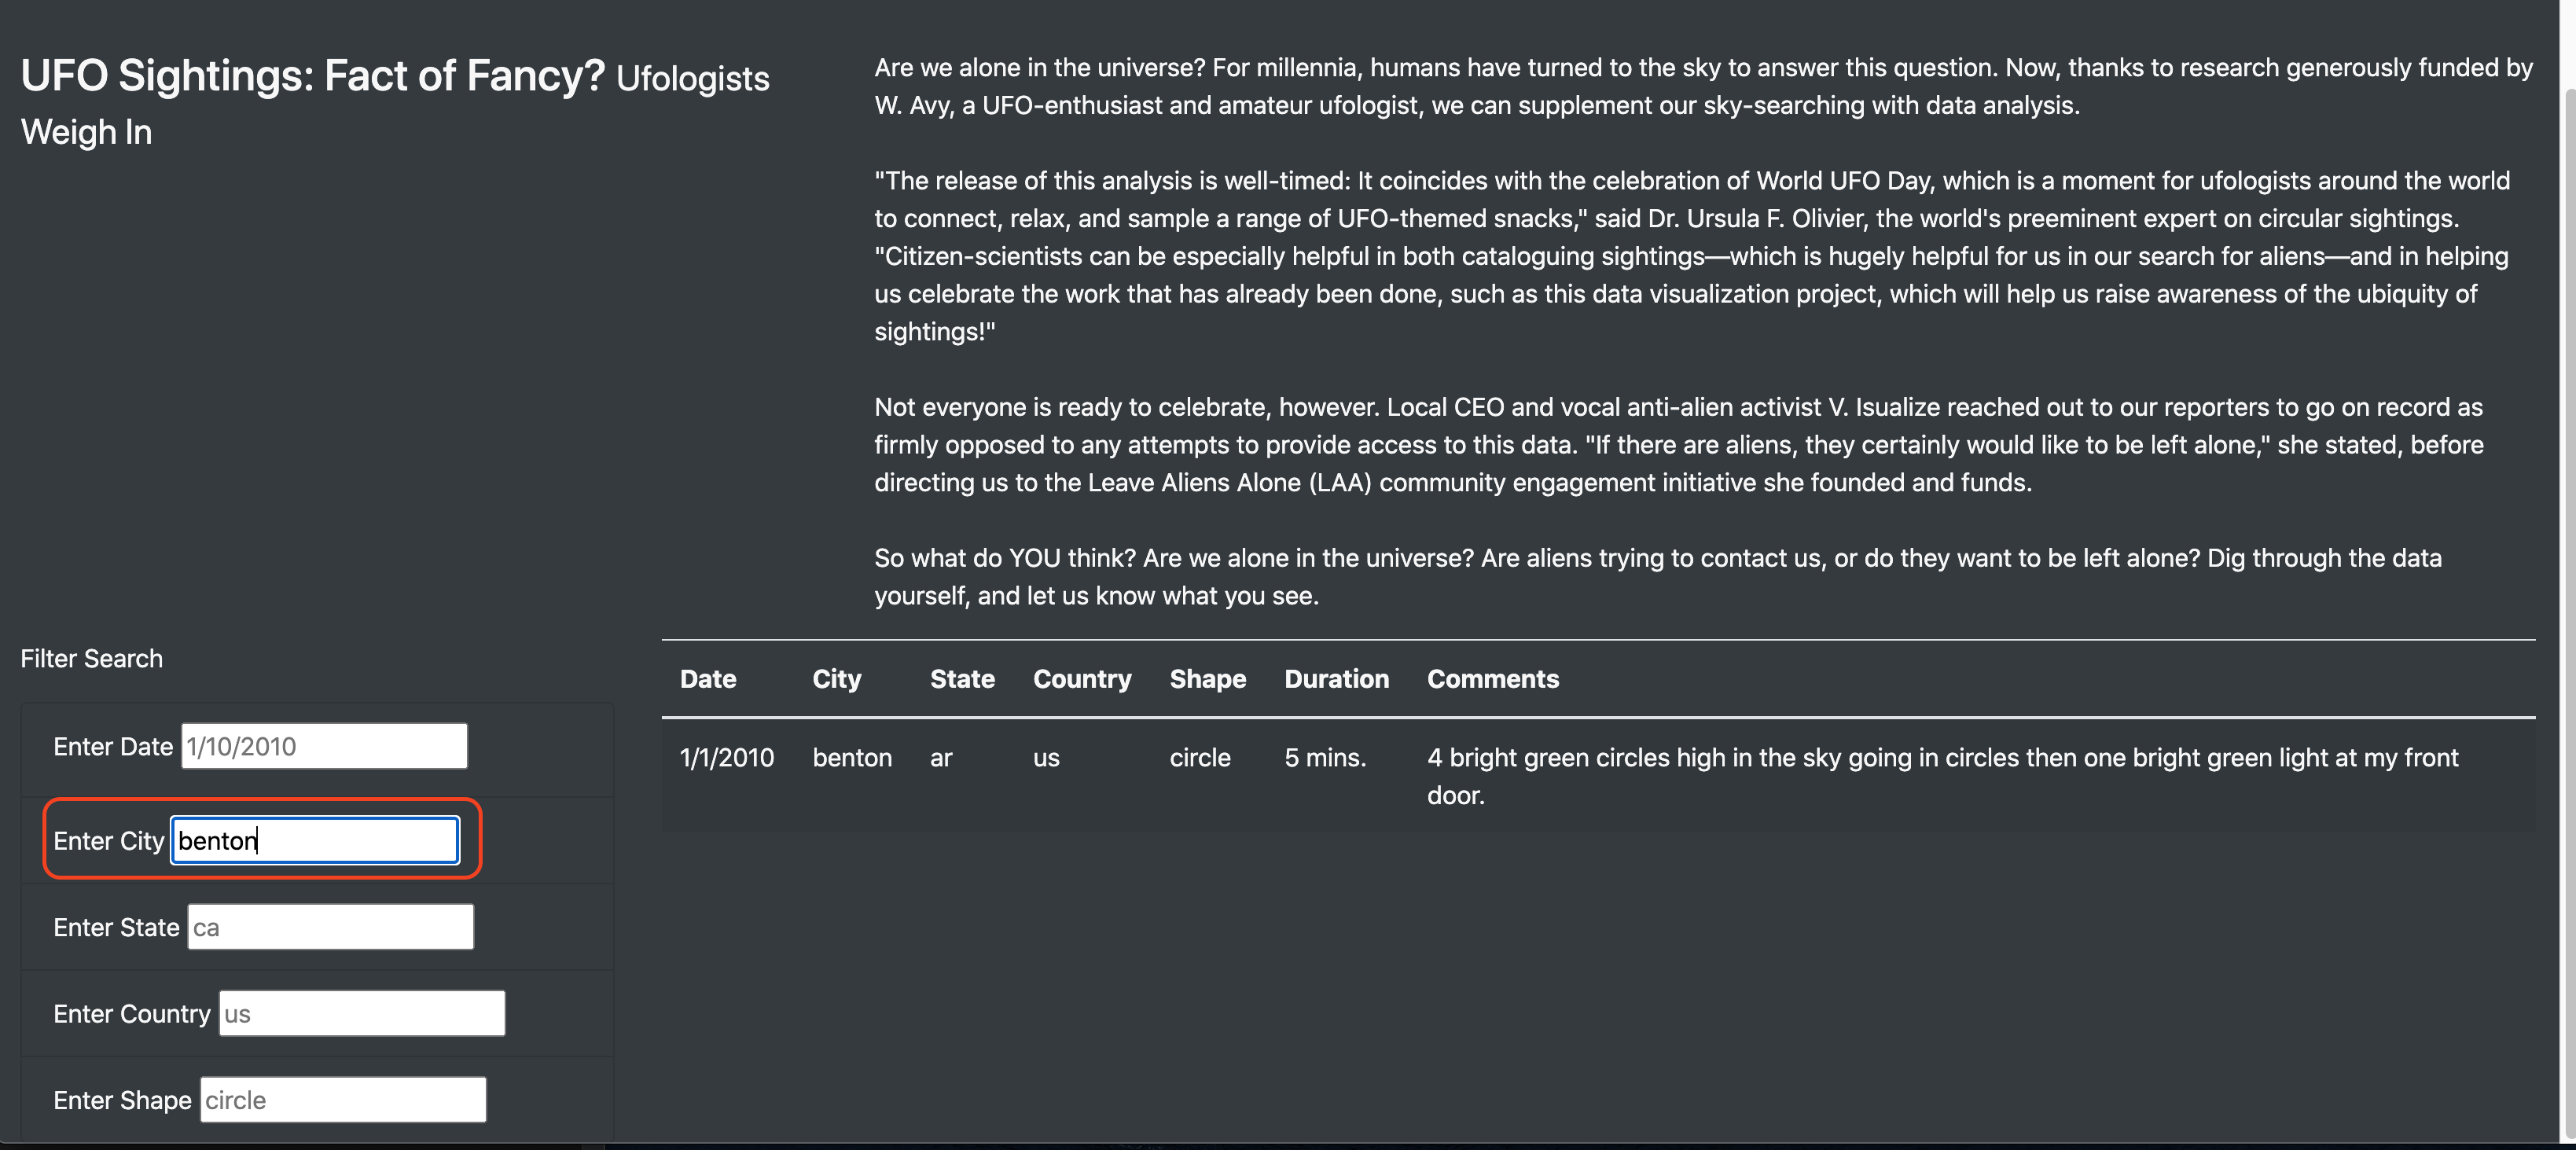 UFO Sightings: Fact of Fancy? Ufologists
Weigh In
Are we alone in the universe? For millennia, humans have turned to the sky to answer this question. Now, thanks to research generously funded by
W. Avy, a UFO-enthusiast and amateur ufologist, we can supplement our sky-searching with data analysis.
"The release of this analysis is well-timed: It coincides with the celebration of World UFO Day, which is a moment for ufologists around the world
to connect, relax, and sample a range of UFO-themed snacks," said Dr. Ursula F. Olivier, the world's preeminent expert on circular sightings.
"Citizen-scientists can be especially helpful in both cataloguing sightings—which is hugely helpful for us in our search for aliens—and in helping
us celebrate the work that has already been done, such as this data visualization project, which will help us raise awareness of the ubiquity of
sightings!"
Not everyone is ready to celebrate, however. Local CEO and vocal anti-alien activist V. Isualize reached out to our reporters to go on record as
firmly opposed to any attempts to provide access to this data. "If there are aliens, they certainly would like to be left alone," she stated, before
directing us to the Leave Aliens Alone (LAA) community engagement initiative she founded and funds.
So what do YOU think? Are we alone in the universe? Are aliens trying to contact us, or do they want to be left alone? Dig through the data
yourself, and let us know what you see.
Filter Search
Enter Date 1/10/2010
Enter City benton
Enter State ca
Enter Country us
Enter Shape circle
Date City State Country Shape Duration Comments
1/1/2010 benton ar us circle 5 mins. 4 bright green circles high in the sky going in circles then one bright green light at my front
door.